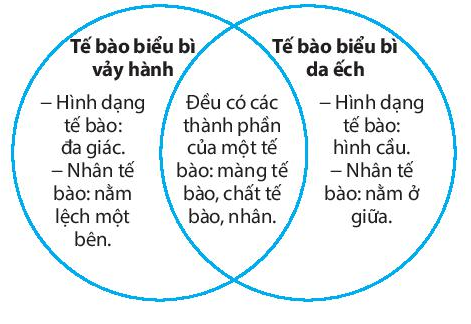 Tế bào biểu bì
vảy hành
– Hình dạng
tế bào:
đa giác.
– Nhân tế
bào: nằm
lệch một
bên.
Đều có các
thành phần
của một tế
bào: màng tế
bào, chất tế
bào, nhân.
Tế bào biểu bì
da ếch
– Hình dạng
tế bào:
hình cầu.
– Nhân tế
bào: nằm ở
giữa.